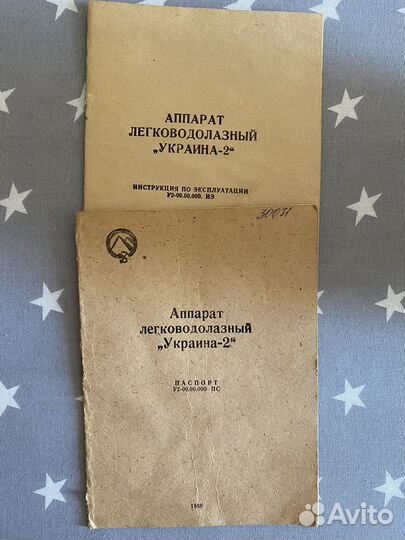 АППАРАТ
ЛЕГКОВОДОЛАЗНЫЙ
„УКРАИНА-2“
ИНСТРУКЦИЯ ПО ЭКСПЛУАТАЦИИ
У2-00.00.000. ИЭ
Аппарат
легководолазный
„Украина-2“
ПАСПОРТ
У2-00.00.000 ПС
1988
Avito